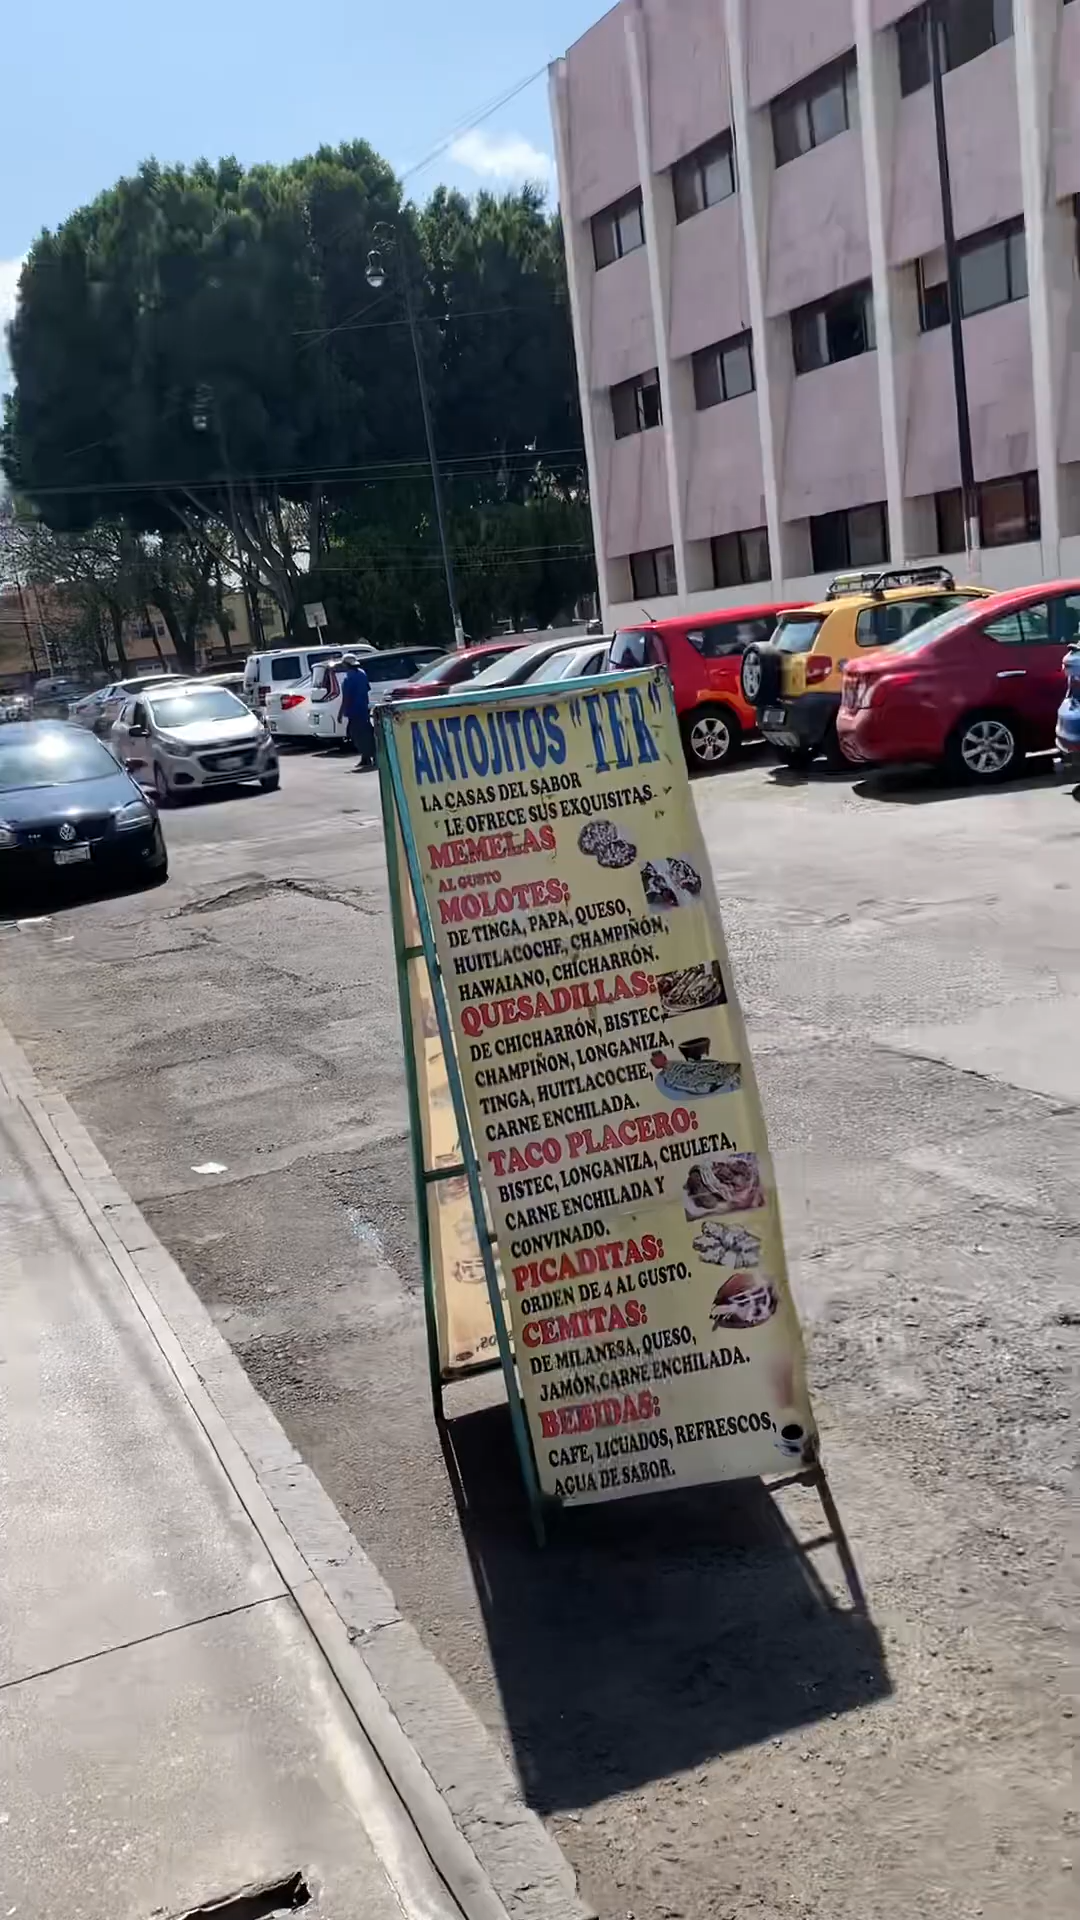 ANTOJITOS "FER"
LA CASAS DEL SABOR
LE OFRECE SUS EXQUISITAS.
MEMELAS
AL GUSTO
MOLOTES:
DE TINGA, PAPA, QUESO,
HUITLACOCHE, CHAMPIÑÓN,
HAWAIANO, CHICHARRÓN.
QUESADILLAS:
DE CHICHARRÓN, BISTEC,
CHAMPIÑON, LONGANIZA,
TINGA, HUITLACOCHE,
CARNE ENCHILADA.
TACO PLACERO:
BISTEC, LONGANIZA, CHULETA,
CARNE ENCHILADA Y
CONVINADO.
PICADITAS:
ORDEN DE 4 AL GUSTO.
CEMITAS:
DE MILANESA, QUESO,
JAMÓN,CARNE ENCHILADA.
BEBIDAS:
CAFE, LICUADOS, REFRESCOS,
AGUA DE SABOR.